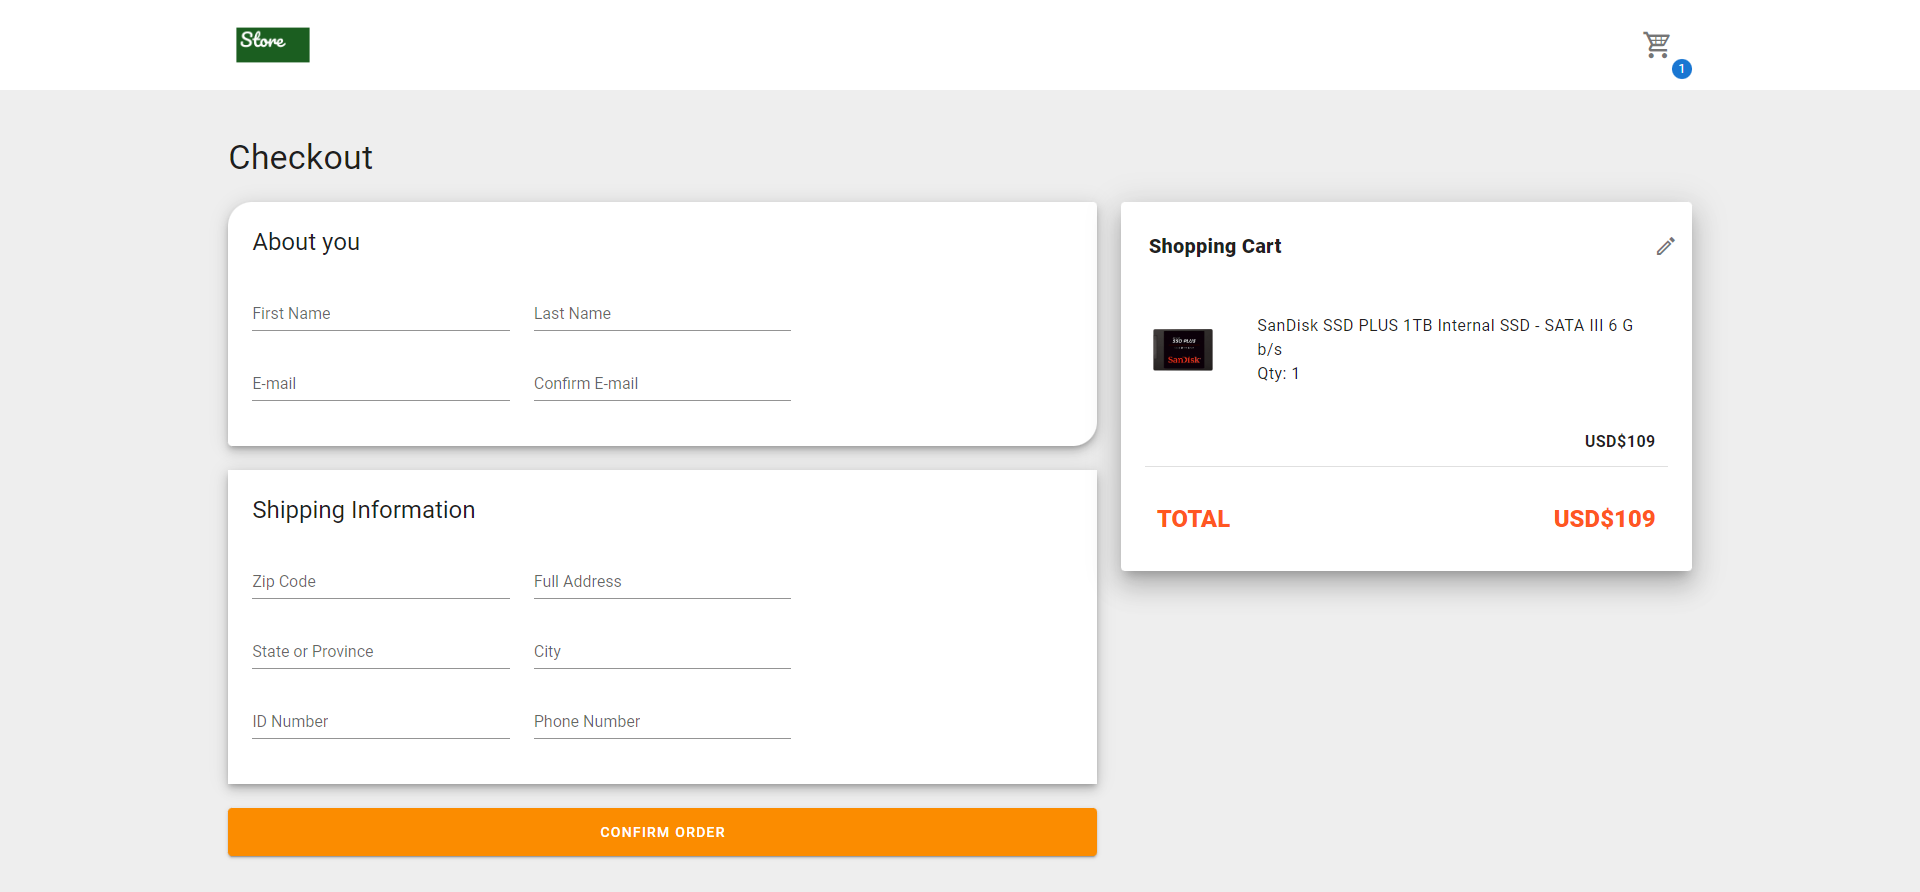 Store
1
Checkout
About you
First Name
Last Name
E-mail
Confirm E-mail
Shipping Information
Zip Code
Full Address
State or Province
City
ID Number
Phone Number
CONFIRM ORDER
Shopping Cart
SSD PLUS
SanDisk
SanDisk SSD PLUS 1TB Internal SSD - SATA III 6 G
b/s
Qty: 1
USD$109
TOTAL USD$109